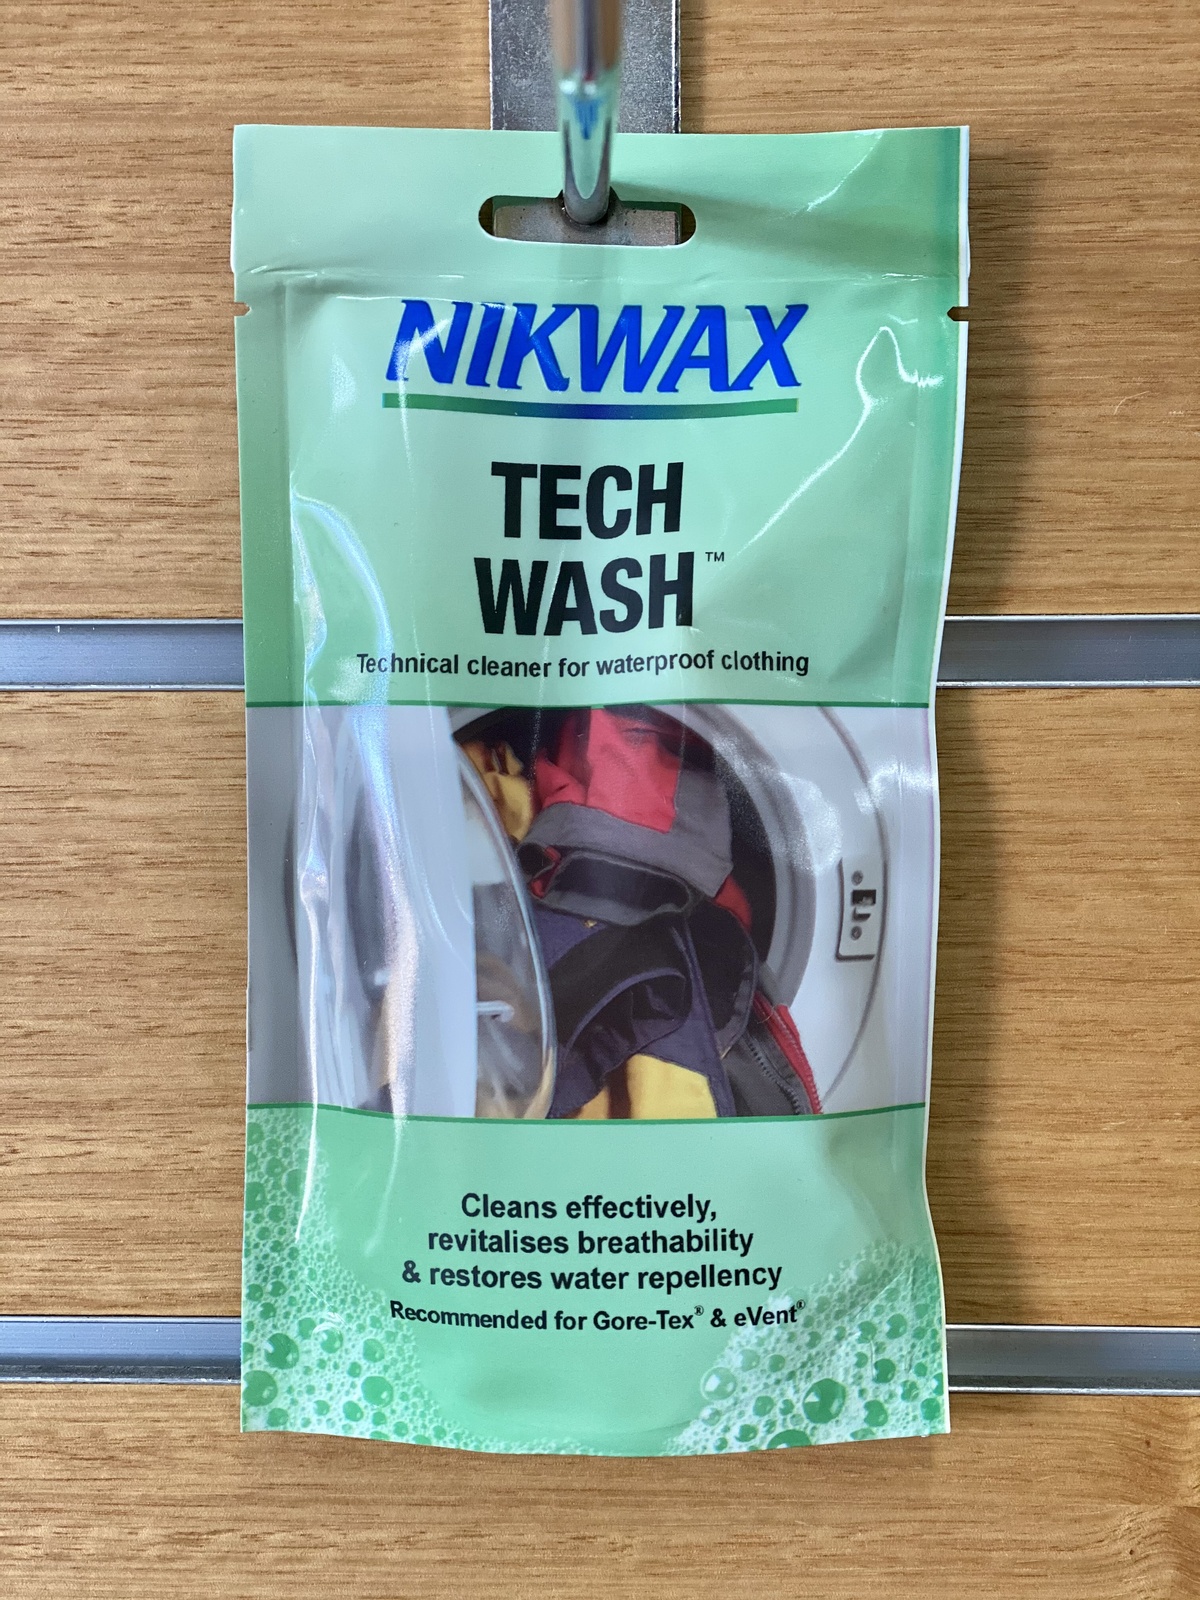 NIKWAX
TECH
WASH™
Technical cleaner for waterproof clothing
Cleans effectively,
revitalises breathability
& restores water repellency
Recommended for Gore-Tex® & eVent®